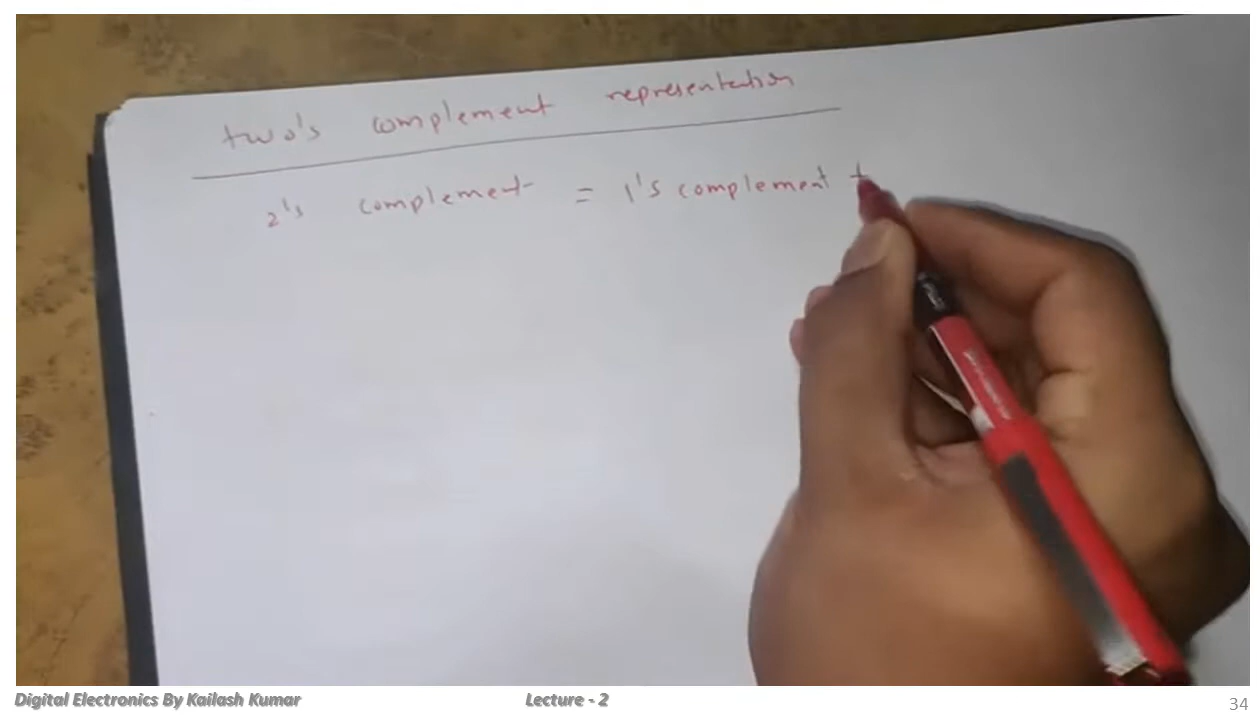 two's complement representation
2's complement = 1's complement +
Digital Electronics By Kailash Kumar Lecture - 2 34